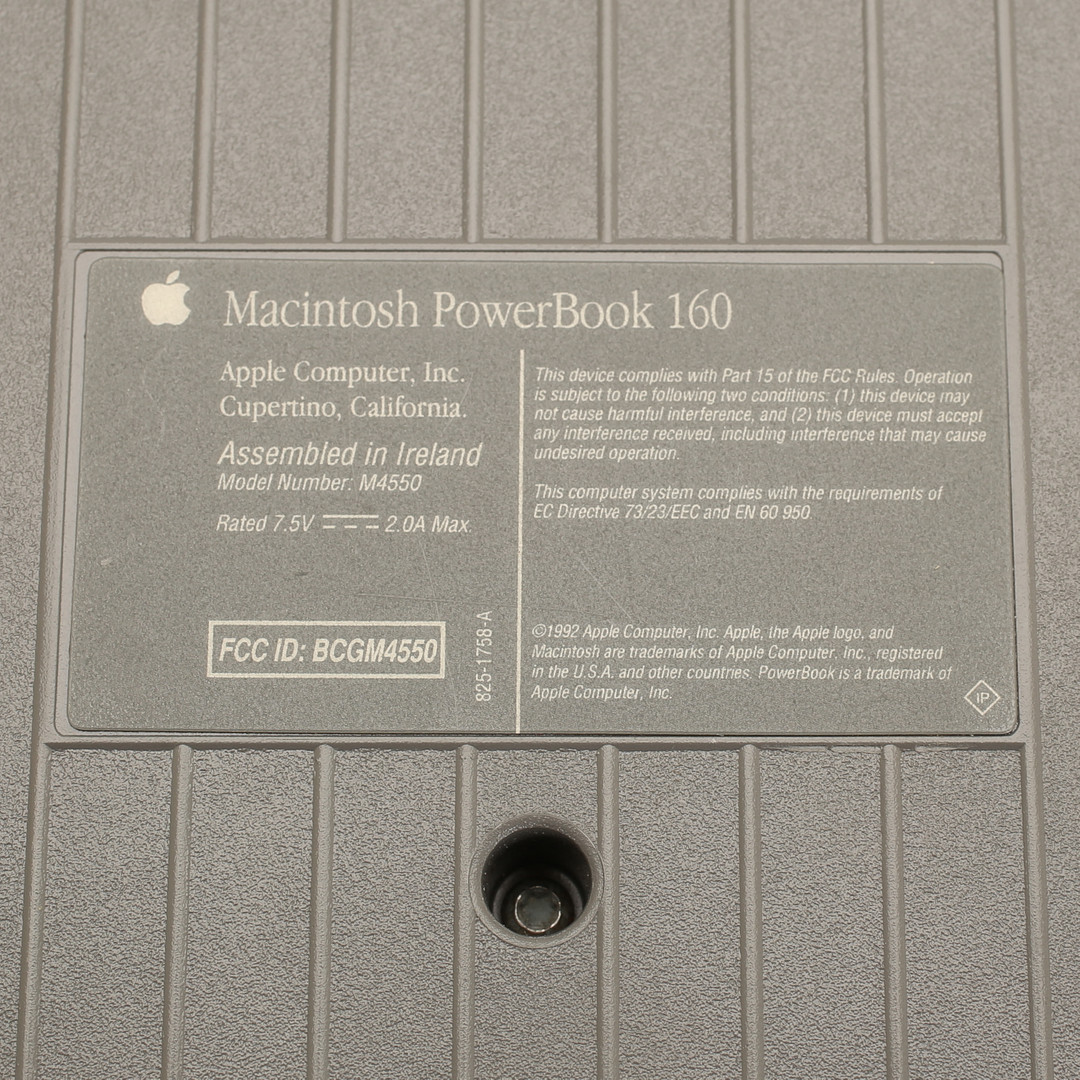 Macintosh PowerBook 160
Apple Computer, Inc.
Cupertino, California.
Assembled in Ireland
Model Number: M4550
Rated 7.5V 2.0A Max.
FCC ID: BCGM4550
825-1758-A
This device complies with Part 15 of the FCC Rules. Operation
is subject to the following two conditions: (1) this device may
not cause harmful interference, and (2) this device must accept
any interference received, including interference that may cause
undesired operation.
This computer system complies with the requirements of
EC Directive 73/23/EEC and EN 60 950.
©1992 Apple Computer, Inc. Apple, the Apple logo, and
Macintosh are trademarks of Apple Computer, Inc., registered
in the U.S.A. and other countries. PowerBook is a trademark of
Apple Computer, Inc.
IP